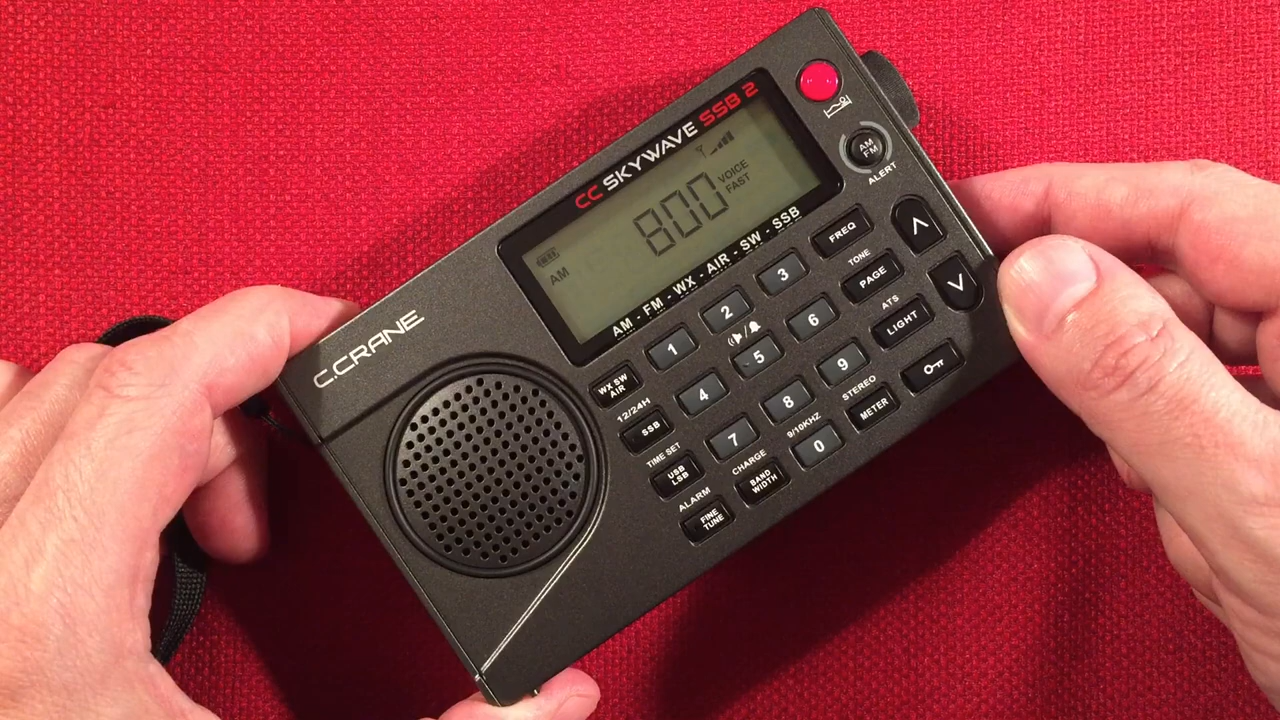 CC SKYWAVE SSB 2
800
VOICE
FAST
AM
AM - FM - WX - AIR - SW - SSB
C.CRANE
AM
FM
ALERT
FREQ
TONE
PAGE
ATS
LIGHT
1
2
3
4
5
6
7
8
9
0
WX SW
AIR
12/24H
SSB
TIME SET
USB
LSB
ALARM
FINE
TUNE
CHARGE
BAND
WIDTH
9/10KHZ
STEREO
METER